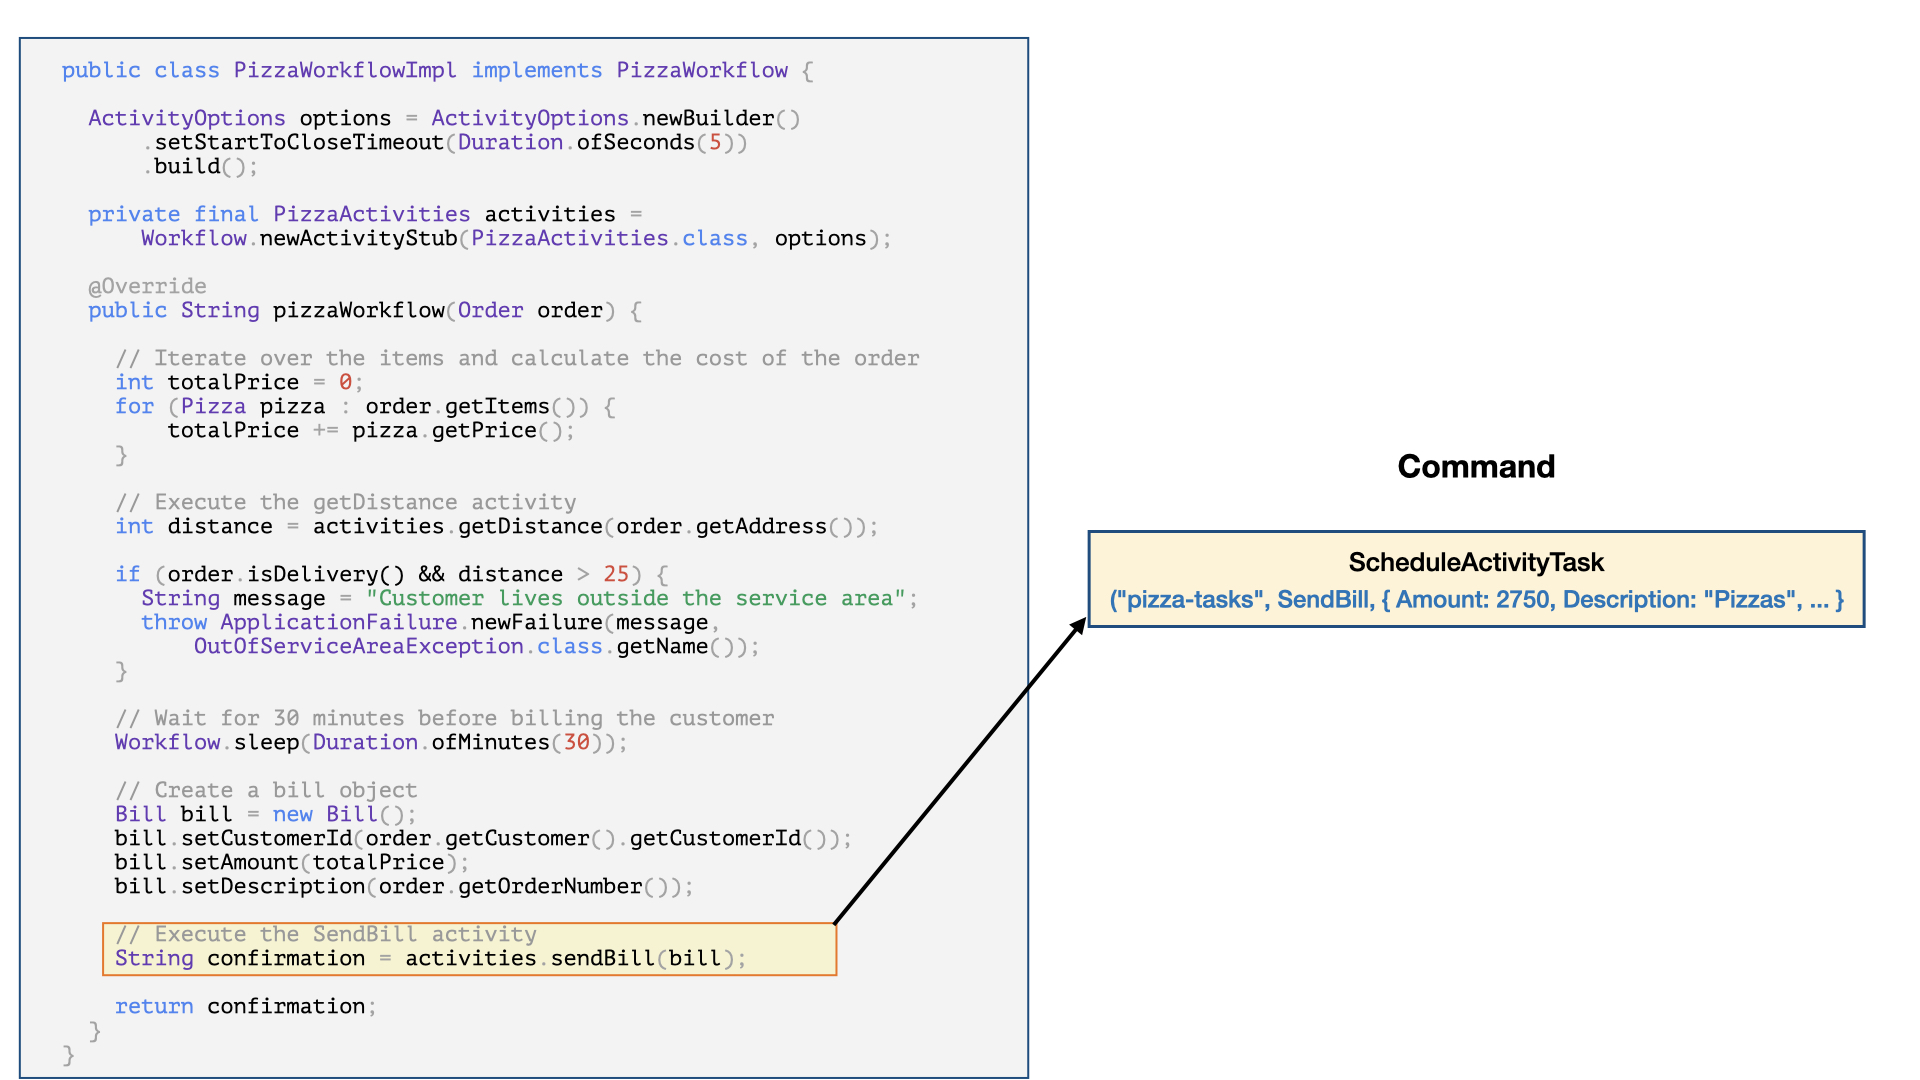 public class PizzaWorkflowImpl implements PizzaWorkflow {
ActivityOptions options = ActivityOptions.newBuilder()
.setStartToCloseTimeout(Duration.ofSeconds(5))
.build();
private final PizzaActivities activities =
Workflow.newActivityStub(PizzaActivities.class, options);
@Override
public String pizzaWorkflow(Order order) {
// Iterate over the items and calculate the cost of the order
int totalPrice = 0;
for (Pizza pizza : order.getItems()) {
totalPrice += pizza.getPrice();
}
// Execute the getDistance activity
int distance = activities.getDistance(order.getAddress());
if (order.isDelivery() && distance > 25) {
String message = "Customer lives outside the service area";
throw ApplicationFailure.newFailure(message,
OutOfServiceAreaException.class.getName());
}
// Wait for 30 minutes before billing the customer
Workflow.sleep(Duration.ofMinutes(30));
// Create a bill object
Bill bill = new Bill();
bill.setCustomerId(order.getCustomer().getCustomerId());
bill.setAmount(totalPrice);
bill.setDescription(order.getOrderNumber());
// Execute the SendBill activity
String confirmation = activities.sendBill(bill);
return confirmation;
}
}
Command
ScheduleActivityTask
("pizza-tasks", SendBill, { Amount: 2750, Description: "Pizzas", ... }